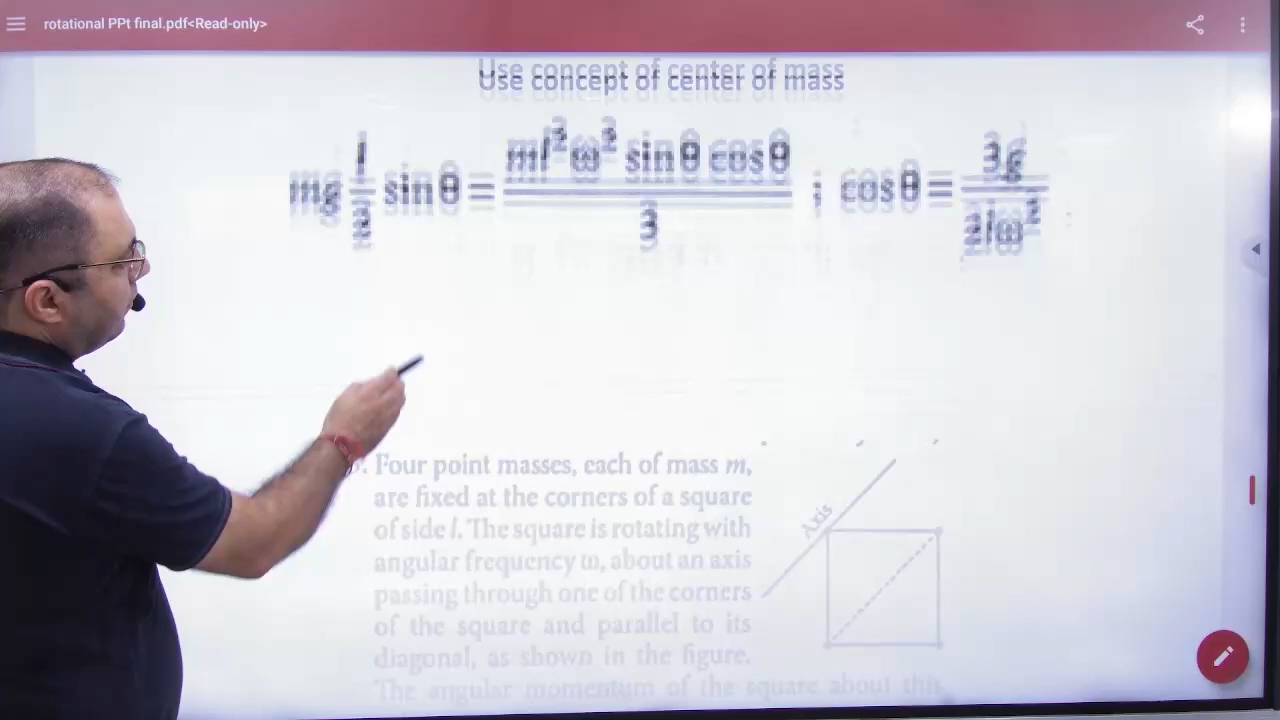 rotational PPt final.pdf<Read-only>
Use concept of center of mass
mg l/2 sin θ = ml²ω² sin θ cos θ / 3 ; cos θ = 3g / 2lω²
Four point masses, each of mass m,
are fixed at the corners of a square
of side l. The square is rotating with
angular frequency ω, about an axis
passing through one of the corners
of the square and parallel to its
diagonal, as shown in the figure.
The angular momentum of the square about this
Axis